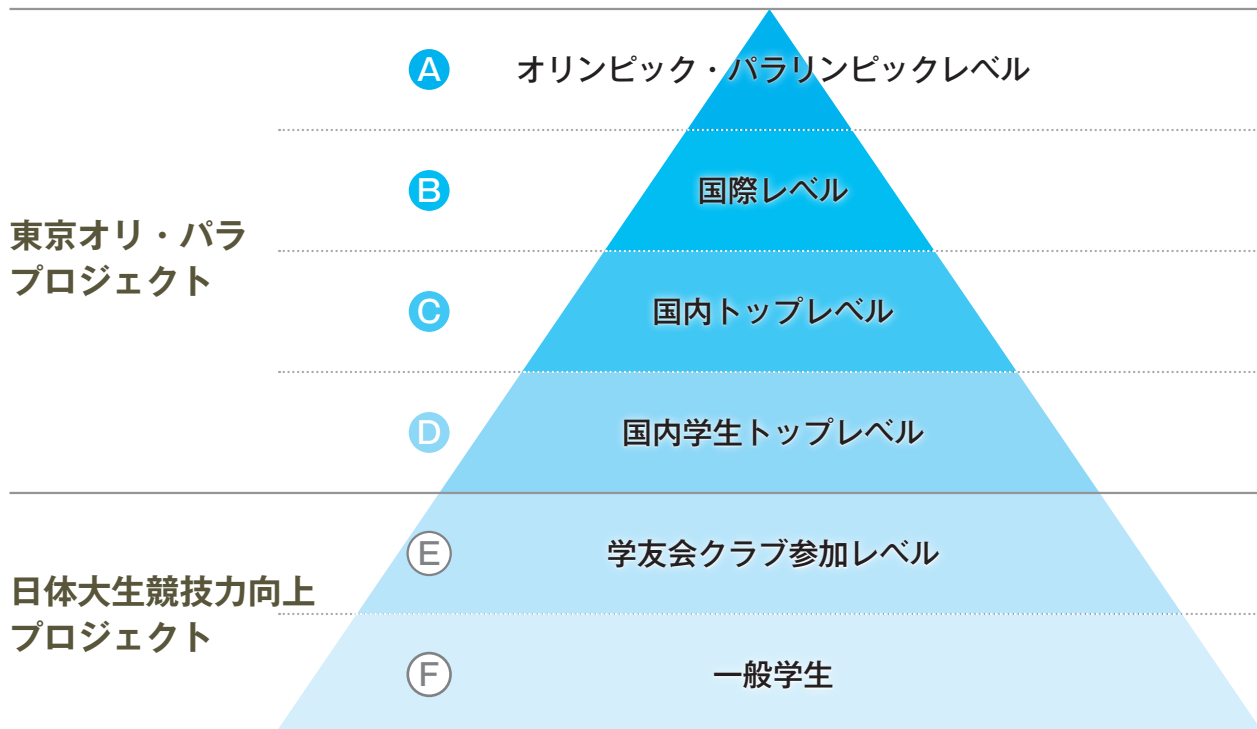 A オリンピック・パラリンピックレベル
B 国際レベル
東京オリ・パラ
プロジェクト
C 国内トップレベル
D 国内学生トップレベル
E 学友会クラブ参加レベル
日体大生競技力向上
プロジェクト
F 一般学生